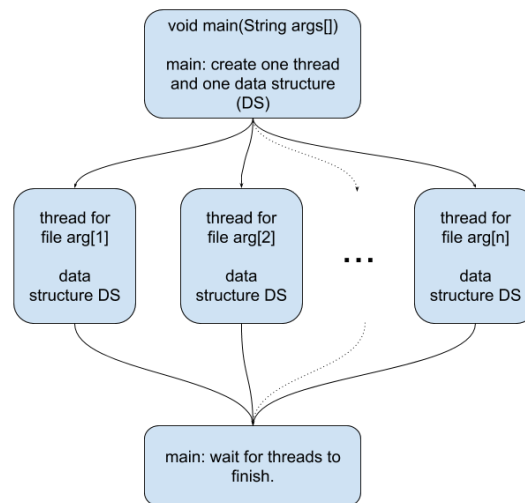 void main(String args[])
main: create one thread
and one data structure
(DS)
thread for
file arg[1]
data
structure DS
thread for
file arg[2]
data
structure DS
...
thread for
file arg[n]
data
structure DS
main: wait for threads to
finish.